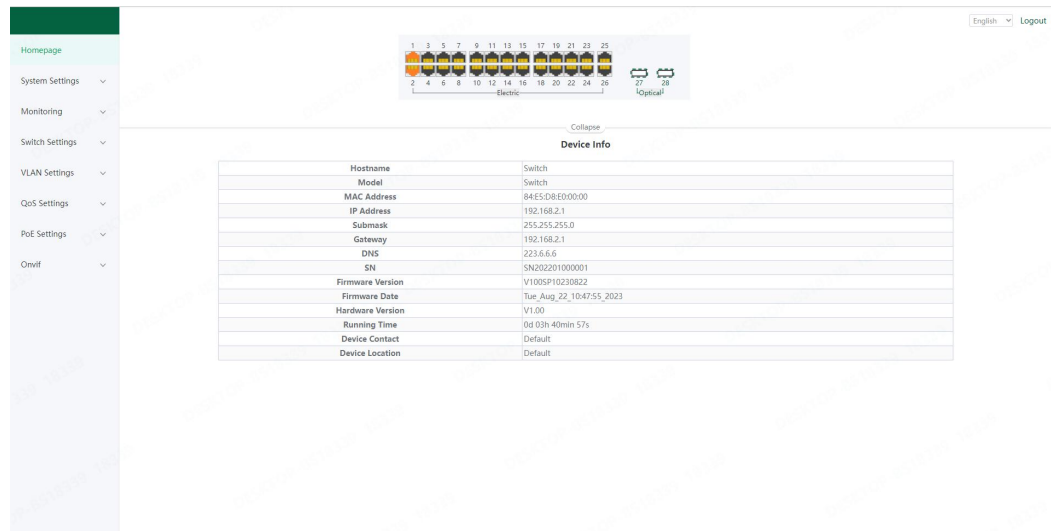 English Logout
Homepage
System Settings
Monitoring
Switch Settings
VLAN Settings
QoS Settings
PoE Settings
Onvif
1 3 5 7 9 11 13 15 17 19 21 23 25
2 4 6 8 10 12 14 16 18 20 22 24 26 27 28
Electric Optical
Collapse
Device Info
Hostname Switch
Model Switch
MAC Address 84:E5:D8:E0:00:00
IP Address 192.168.2.1
Submask 255.255.255.0
Gateway 192.168.2.1
DNS 223.6.6.6
SN SN202201000001
Firmware Version V100SP10230822
Firmware Date Tue_Aug_22_10:47:55_2023
Hardware Version V1.00
Running Time 0d 03h 40min 57s
Device Contact Default
Device Location Default